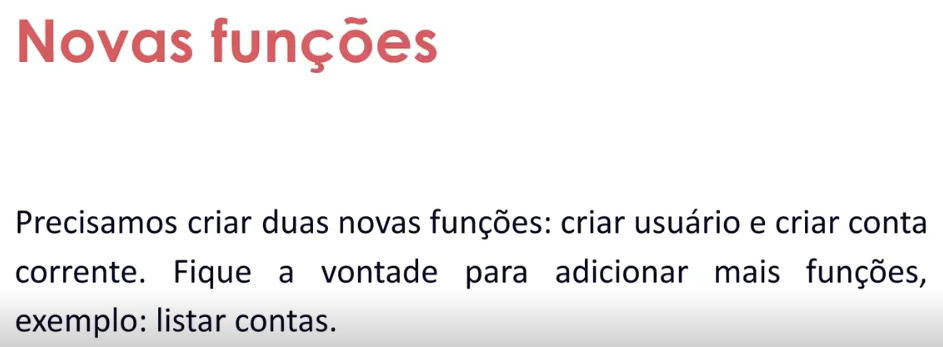 Novas funções
Precisamos criar duas novas funções: criar usuário e criar conta
corrente. Fique a vontade para adicionar mais funções,
exemplo: listar contas.